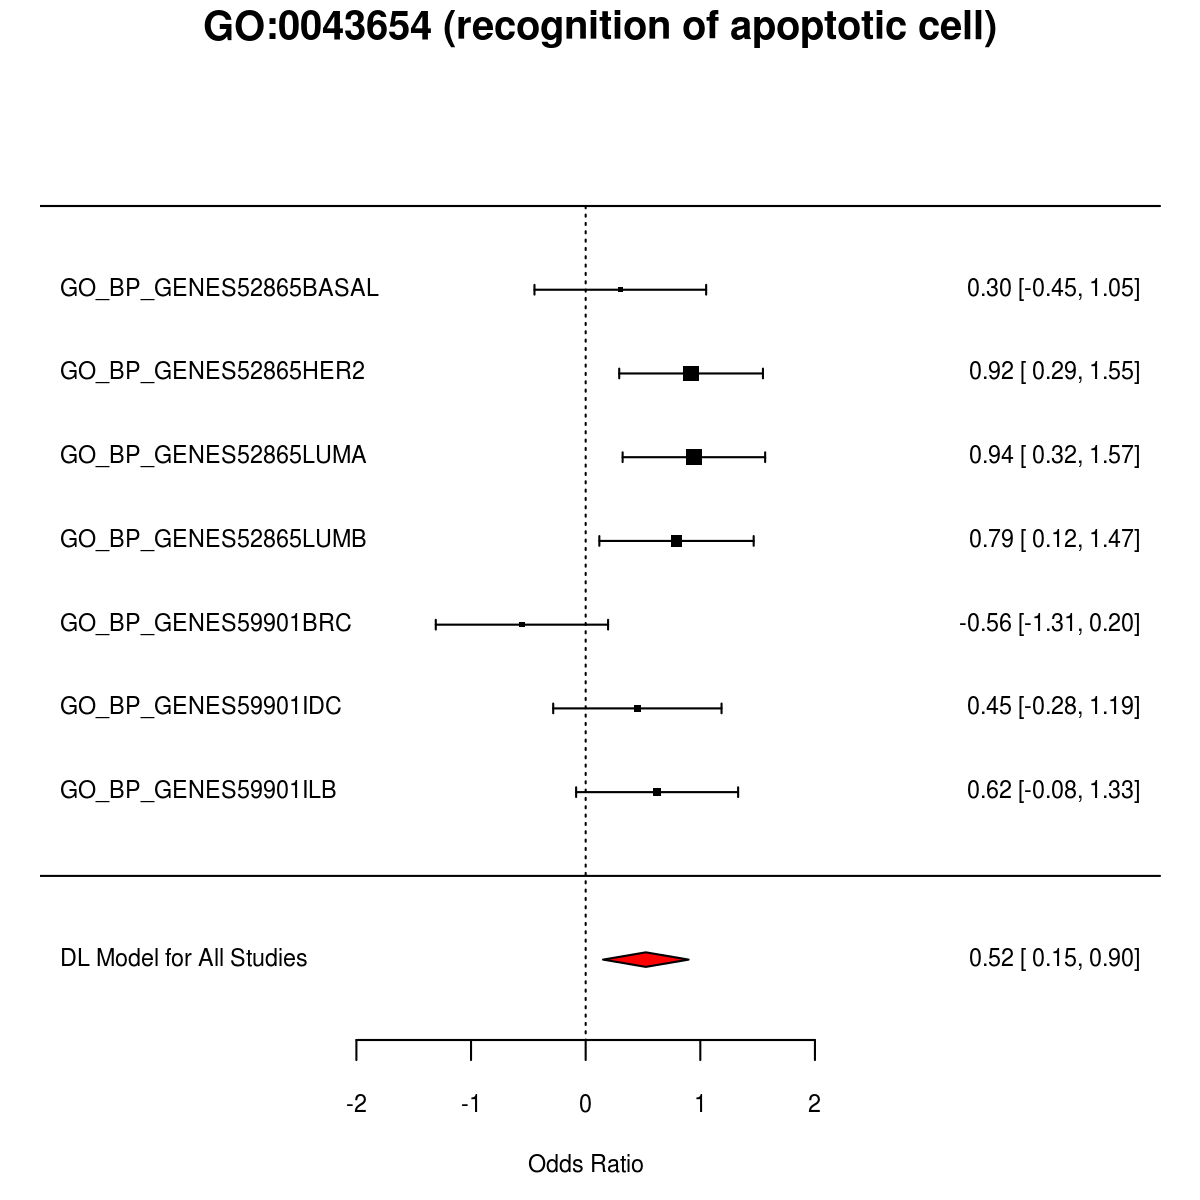 GO:0043654 (recognition of apoptotic cell)
GO_BP_GENES52865BASAL 0.30 [-0.45, 1.05]
GO_BP_GENES52865HER2 0.92 [ 0.29, 1.55]
GO_BP_GENES52865LUMA 0.94 [ 0.32, 1.57]
GO_BP_GENES52865LUMB 0.79 [ 0.12, 1.47]
GO_BP_GENES59901BRC -0.56 [-1.31, 0.20]
GO_BP_GENES59901IDC 0.45 [-0.28, 1.19]
GO_BP_GENES59901ILB 0.62 [-0.08, 1.33]
DL Model for All Studies 0.52 [ 0.15, 0.90]
-2 -1 0 1 2
Odds Ratio